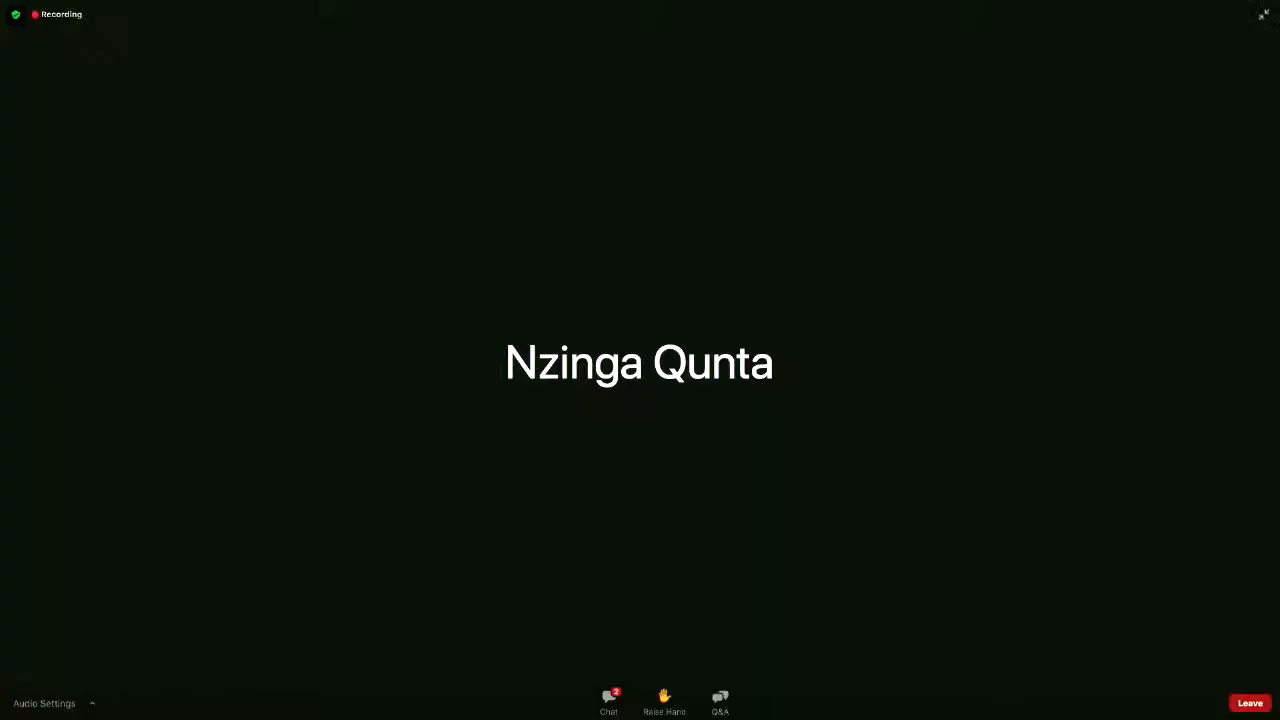 Recording
Nzinga Qunta
Audio Settings
2
Chat
Raise Hand
Q&A
Leave